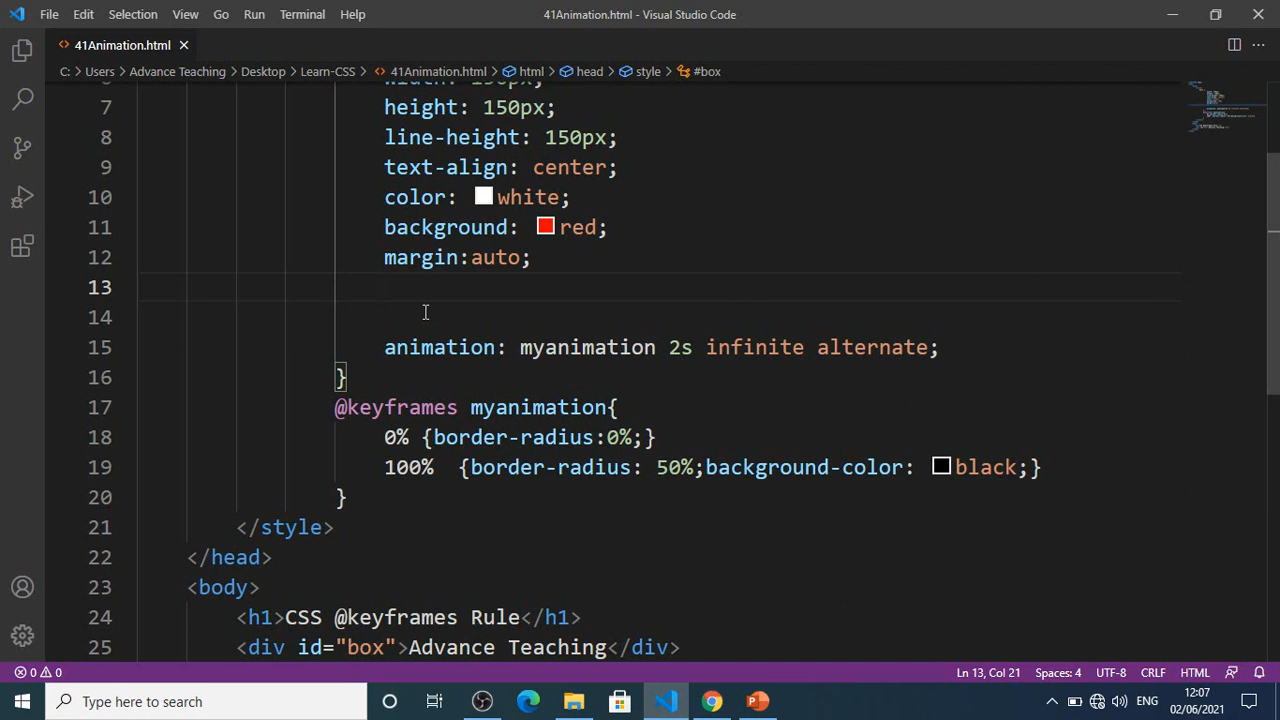 File Edit Selection View Go Run Terminal Help 41Animation.html - Visual Studio Code
41Animation.html
C: > Users > Advance Teaching > Desktop > Learn-CSS > 41Animation.html > html > head > style > #box
7 height: 150px;
8 line-height: 150px;
9 text-align: center;
10 color: white;
11 background: red;
12 margin:auto;
13
14
15 animation: myanimation 2s infinite alternate;
16 }
17 @keyframes myanimation{
18 0% {border-radius:0%;}
19 100%  {border-radius: 50%;background-color: black;}
20 }
21 </style>
22 </head>
23 <body>
24 <h1>CSS @keyframes Rule</h1>
25 <div id="box">Advance Teaching</div>
0 0 Ln 13, Col 21 Spaces: 4 UTF-8 CRLF HTML
Type here to search ENG 12:07
02/06/2021